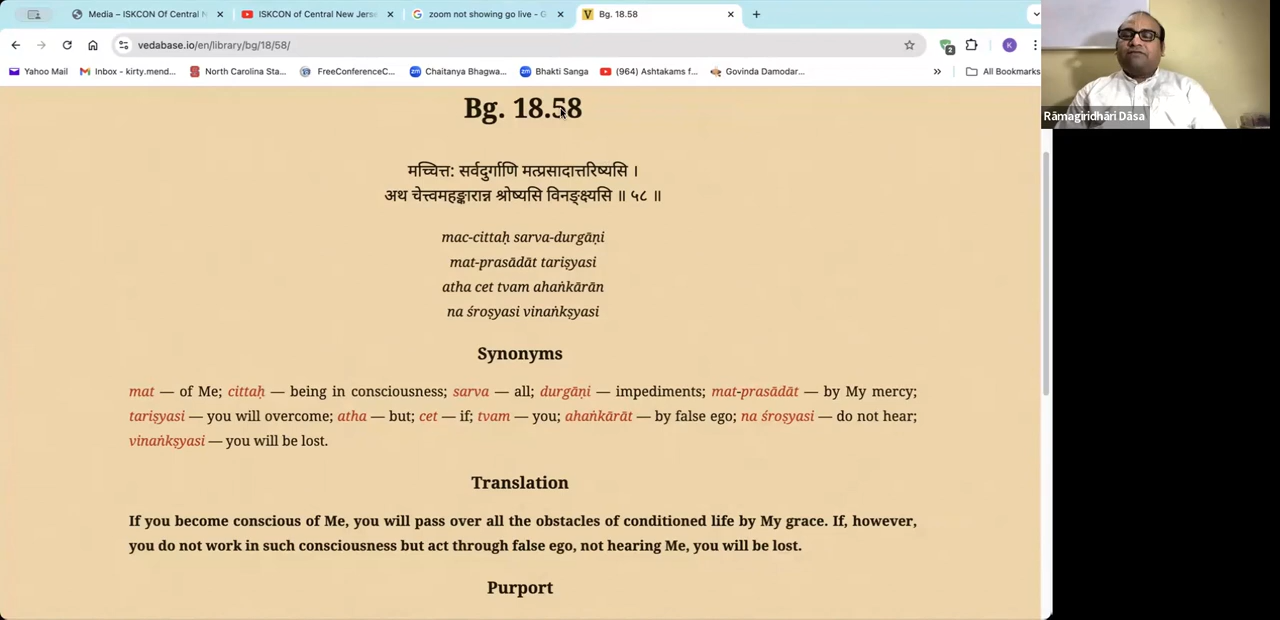 Media – ISKCON Of Central N
ISKCON of Central New Jerse
zoom not showing go live - G
Bg. 18.58
vedabase.io/en/library/bg/18/58/
2
K
Yahoo Mail
Inbox - kirty.mend...
North Carolina Sta...
FreeConferenceC...
Chaitanya Bhagwa...
Bhakti Sanga
(964) Ashtakams f...
Govinda Damodar...
»
All Bookmarks
Rāmagiridhāri Dāsa
Bg. 18.58
मच्चित्त: सर्वदुर्गाणि मत्प्रसादात्तरिष्यसि ।
अथ चेत्त्वमहङ्कारान्न श्रोष्यसि विनङ्‌क्ष्यसि ॥ ५८ ॥
mac-cittaḥ sarva-durgāṇi
mat-prasādāt tariṣyasi
atha cet tvam ahaṅkārān
na śroṣyasi vinaṅkṣyasi
Synonyms
mat — of Me; cittaḥ — being in consciousness; sarva — all; durgāṇi — impediments; mat-prasādāt — by My mercy;
tariṣyasi — you will overcome; atha — but; cet — if; tvam — you; ahaṅkārāt — by false ego; na śroṣyasi — do not hear;
vinaṅkṣyasi — you will be lost.
Translation
If you become conscious of Me, you will pass over all the obstacles of conditioned life by My grace. If, however,
you do not work in such consciousness but act through false ego, not hearing Me, you will be lost.
Purport